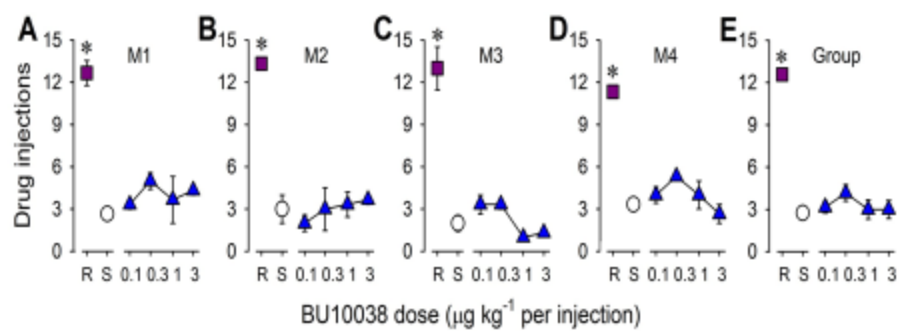 A B C D E
* * * * *
M1 M2 M3 M4 Group
15 15 15 15 15
12 12 12 12 12
9 9 9 9 9
6 6 6 6 6
3 3 3 3 3
0 0 0 0 0
Drug injections
R S 0.1 0.3 1 3 R S 0.1 0.3 1 3 R S 0.1 0.3 1 3 R S 0.1 0.3 1 3 R S 0.1 0.3 1 3
BU10038 dose (μg kg⁻¹ per injection)